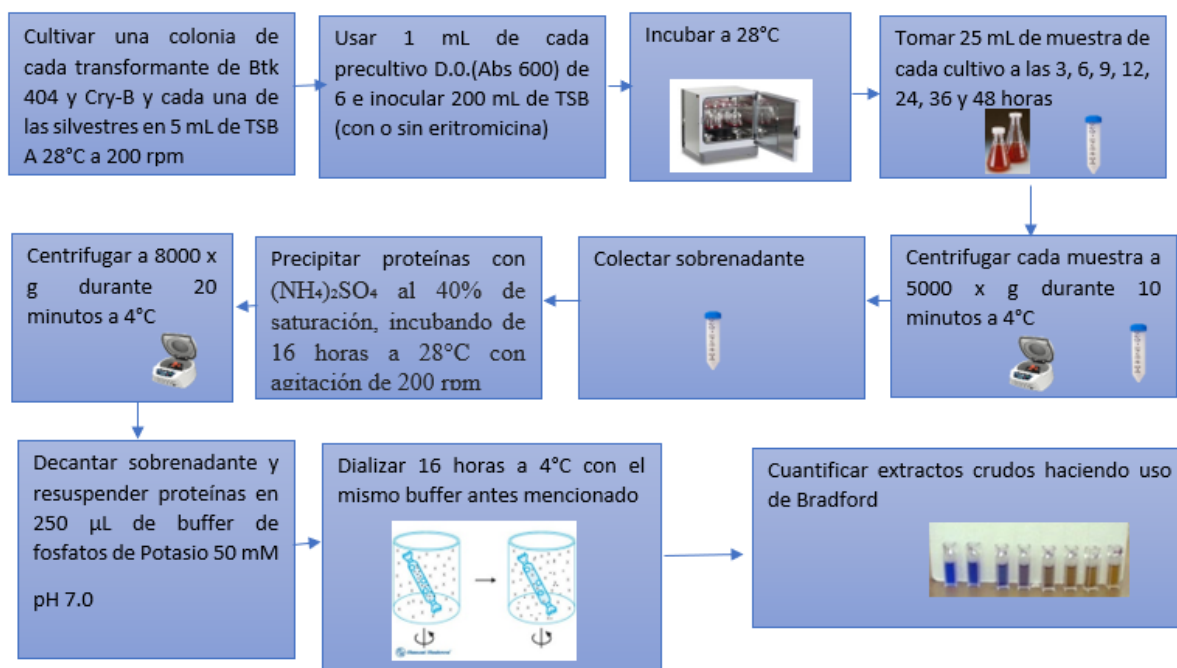 Cultivar una colonia de
cada transformante de Btk
404 y Cry-B y cada una de
las silvestres en 5 mL de TSB
A 28°C a 200 rpm
Usar 1 mL de cada
precultivo D.O.(Abs 600) de
6 e inocular 200 mL de TSB
(con o sin eritromicina)
Incubar a 28°C
Tomar 25 mL de muestra de
cada cultivo a las 3, 6, 9, 12,
24, 36 y 48 horas
Centrifugar cada muestra a
5000 x g durante 10
minutos a 4°C
Colectar sobrenadante
Precipitar proteínas con
(NH₄)₂SO₄ al 40% de
saturación, incubando de
16 horas a 28°C con
agitación de 200 rpm
Centrifugar a 8000 x
g durante 20
minutos a 4°C
Decantar sobrenadante y
resuspender proteínas en
250 µL de buffer de
fosfatos de Potasio 50 mM
pH 7.0
Dializar 16 horas a 4°C con el
mismo buffer antes mencionado
Cuantificar extractos crudos haciendo uso
de Bradford